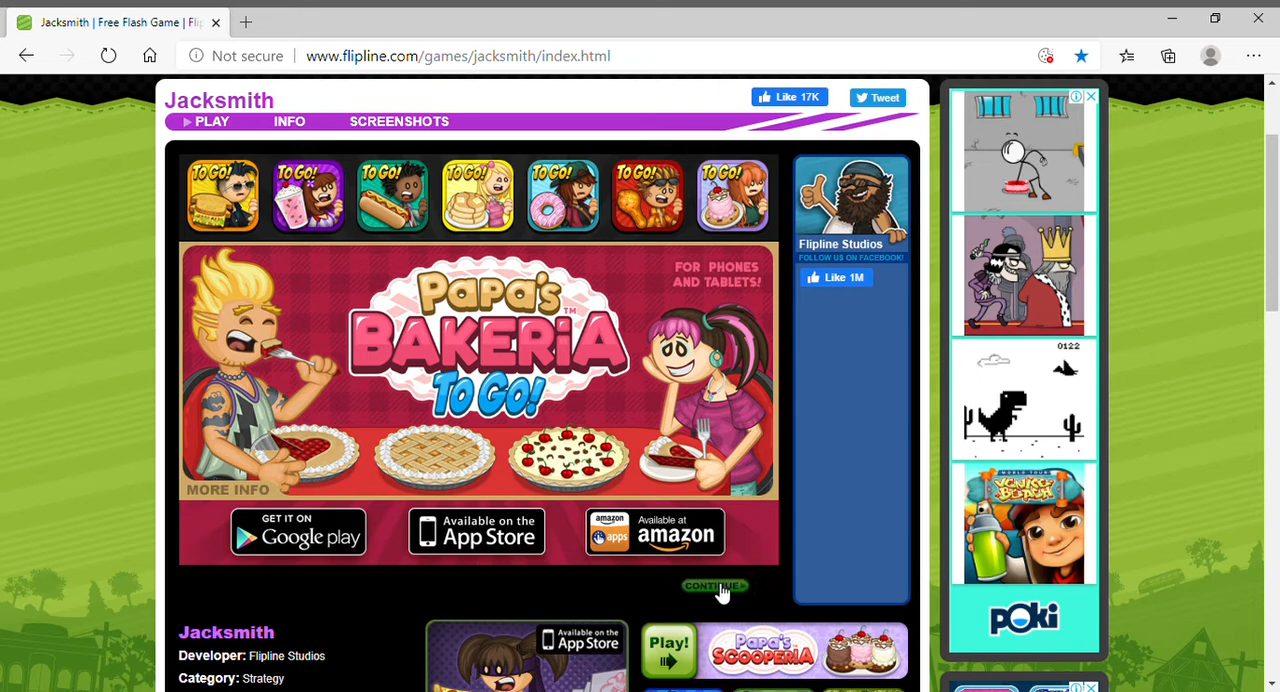 Jacksmith | Free Flash Game | Flip
Not secure
www.flipline.com/games/jacksmith/index.html
Jacksmith
Like 17K
Tweet
PLAY
INFO
SCREENSHOTS
TO GO!
TO GO!
TO GO!
TO GO!
TO GO!
TO GO!
TO GO!
FOR PHONES
AND TABLETS!
PAPA'S
BAKERIA™
TO GO!
MORE INFO
GET IT ON
Google play
Available on the
App Store
amazon
apps
Available at
amazon
CONTINUE
Flipline Studios
FOLLOW US ON FACEBOOK!
Like 1M
Jacksmith
Developer: Flipline Studios
Category: Strategy
Available on the
App Store
Play!
PAPA'S
SCOOPERIA
0122
WORLD TOUR
VENICE
BEACH
POKI